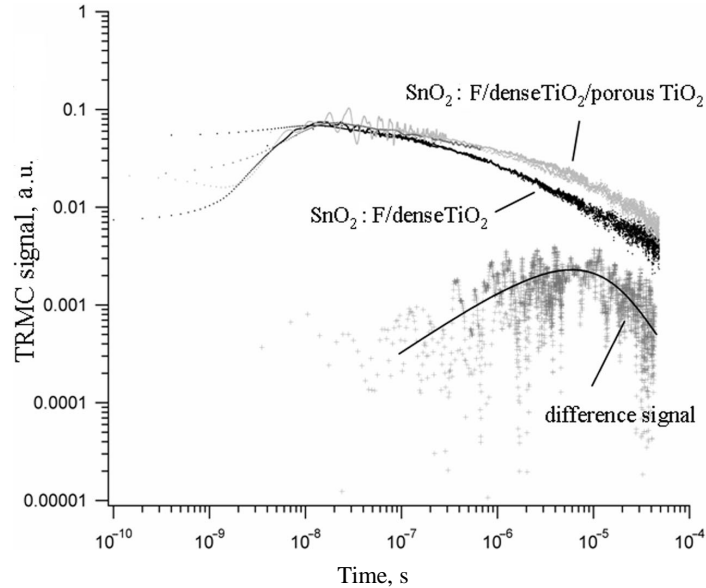 1
0.1
0.01
0.001
0.0001
0.00001
TRMC signal, a.u.
SnO₂ : F/denseTiO₂/porous TiO₂
SnO₂ : F/denseTiO₂
difference signal
10⁻¹⁰ 10⁻⁹ 10⁻⁸ 10⁻⁷ 10⁻⁶ 10⁻⁵ 10⁻⁴
Time, s